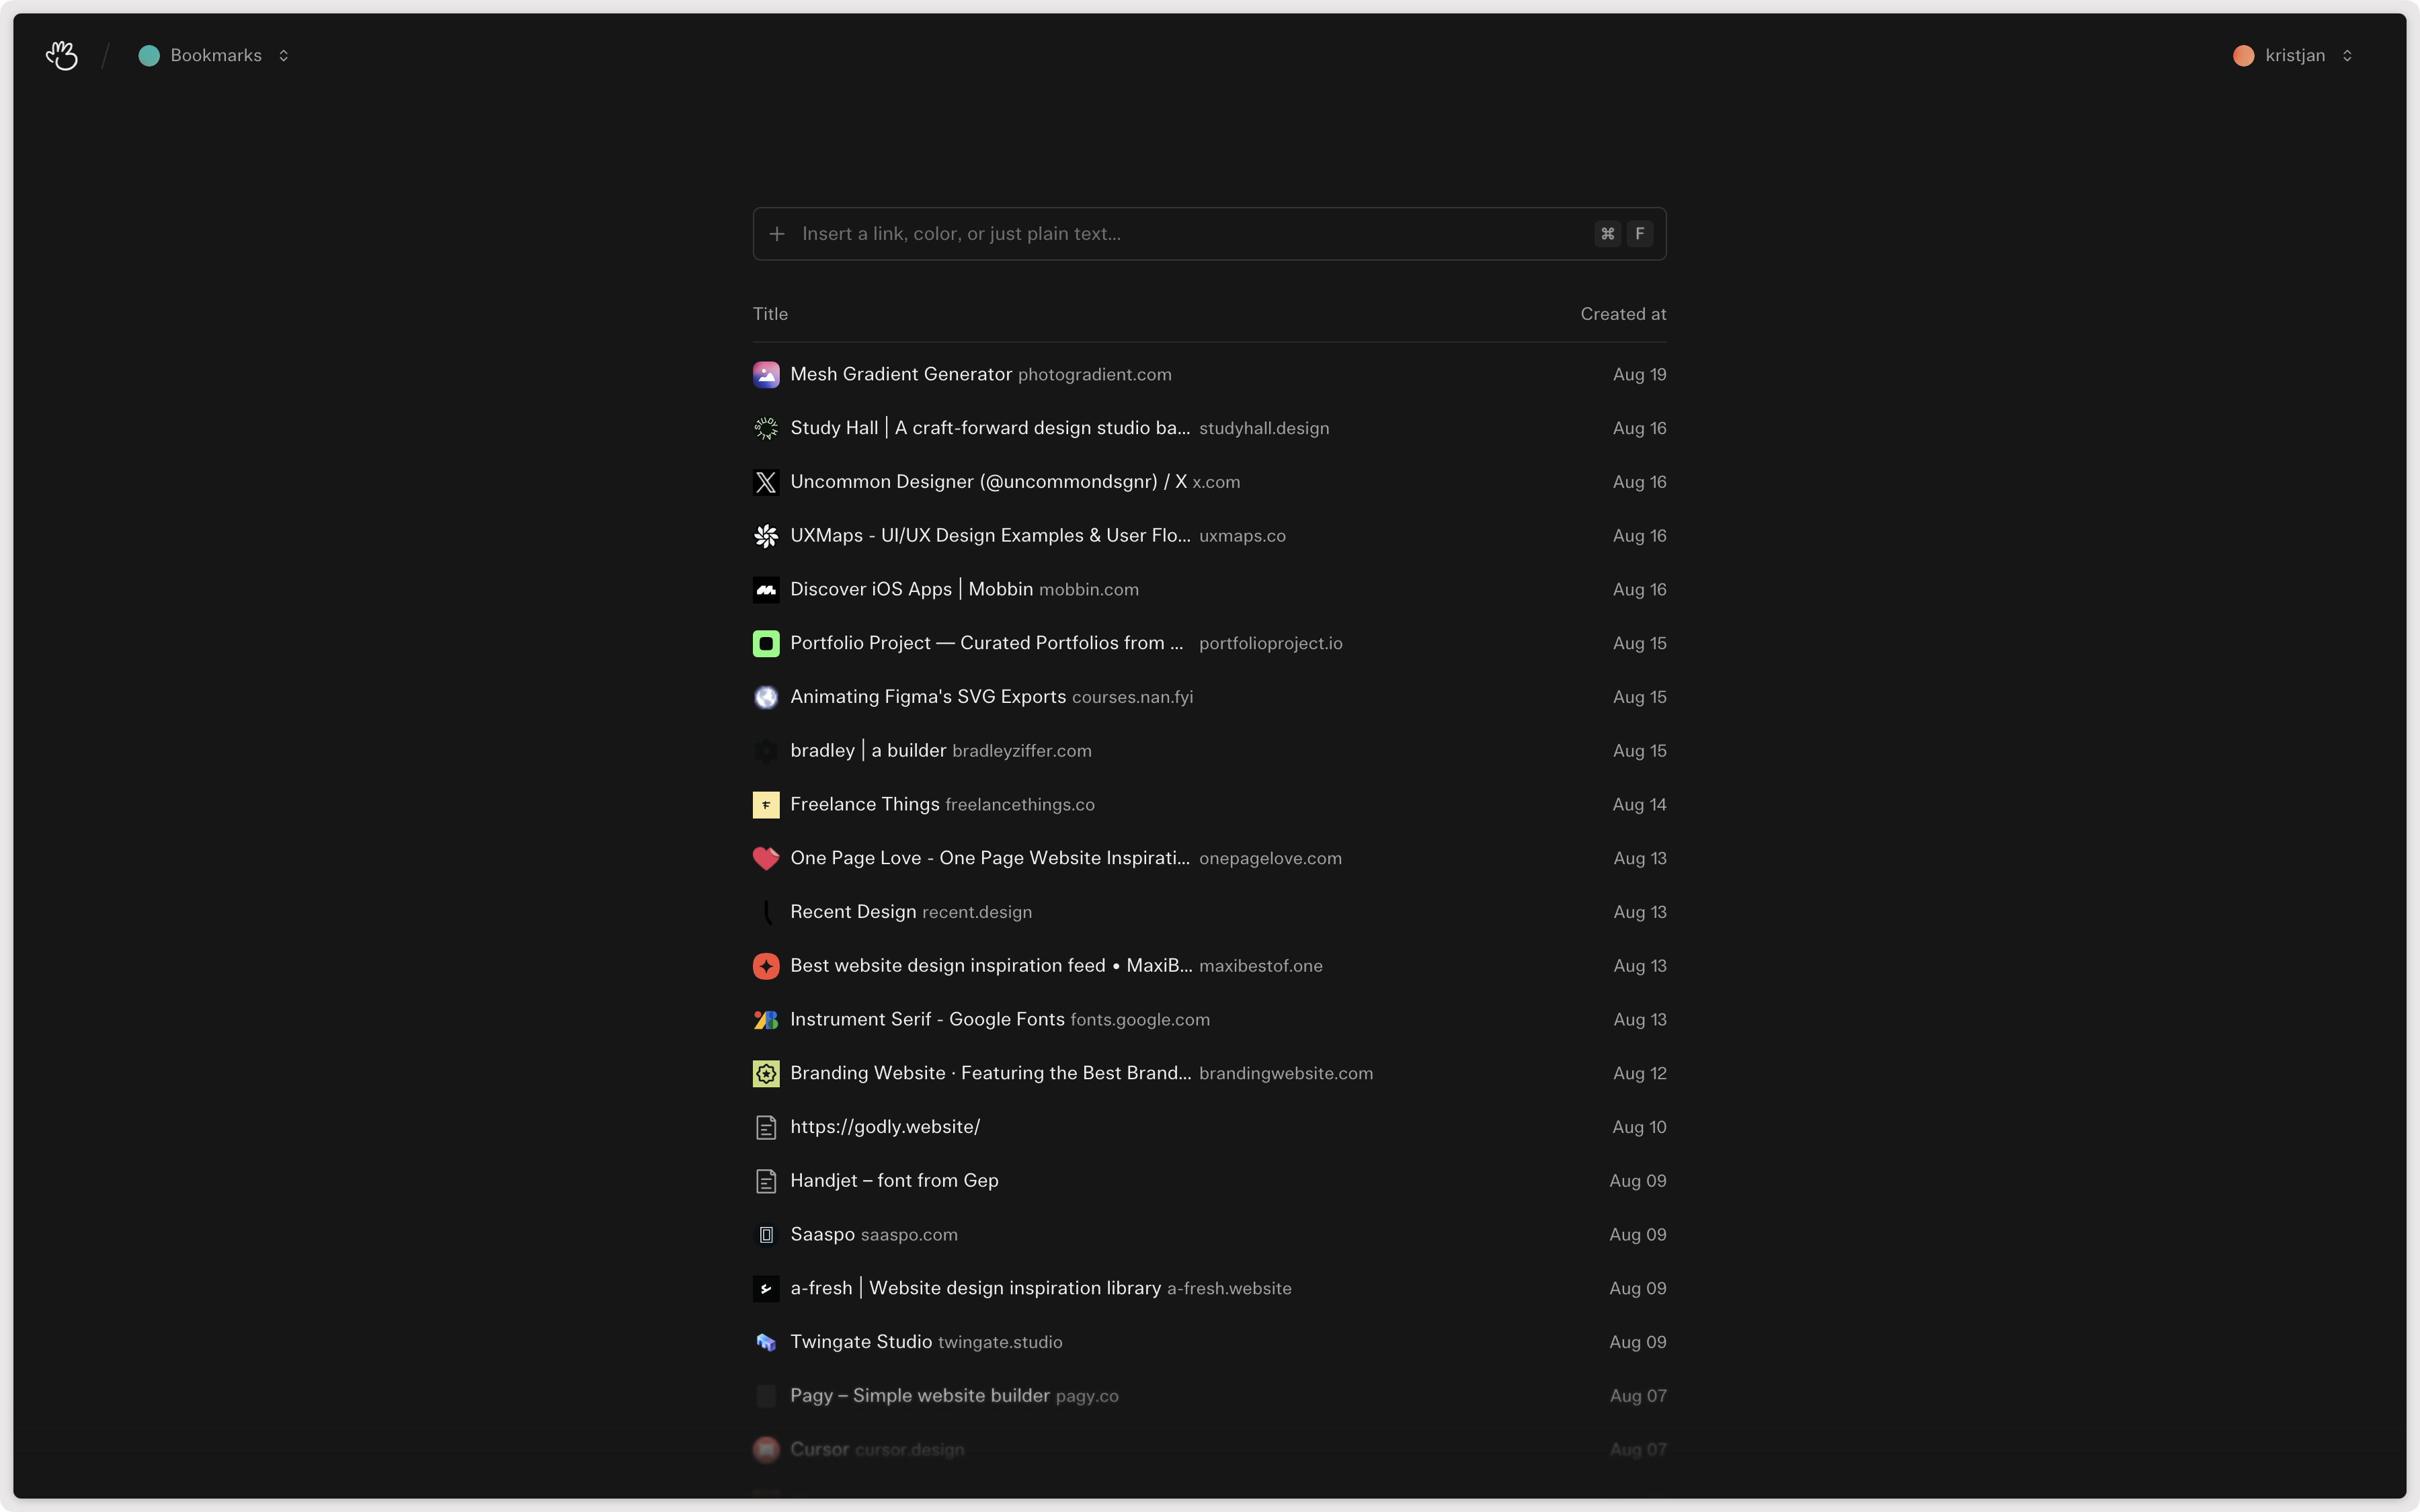 Bookmarks
kristjan
Insert a link, color, or just plain text...
⌘ F
Title Created at
Mesh Gradient Generator photogradient.com Aug 19
Study Hall | A craft-forward design studio ba... studyhall.design Aug 16
Uncommon Designer (@uncommondsgnr) / X x.com Aug 16
UXMaps - UI/UX Design Examples & User Flo... uxmaps.co Aug 16
Discover iOS Apps | Mobbin mobbin.com Aug 16
Portfolio Project — Curated Portfolios from ... portfolioproject.io Aug 15
Animating Figma's SVG Exports courses.nan.fyi Aug 15
bradley | a builder bradleyziffer.com Aug 15
Freelance Things freelancethings.co Aug 14
One Page Love - One Page Website Inspirati... onepagelove.com Aug 13
Recent Design recent.design Aug 13
Best website design inspiration feed • MaxiB... maxibestof.one Aug 13
Instrument Serif - Google Fonts fonts.google.com Aug 13
Branding Website · Featuring the Best Brand... brandingwebsite.com Aug 12
https://godly.website/ Aug 10
Handjet – font from Gep Aug 09
Saaspo saaspo.com Aug 09
a-fresh | Website design inspiration library a-fresh.website Aug 09
Twingate Studio twingate.studio Aug 09
Pagy – Simple website builder pagy.co Aug 07
Cursor cursor.design Aug 07